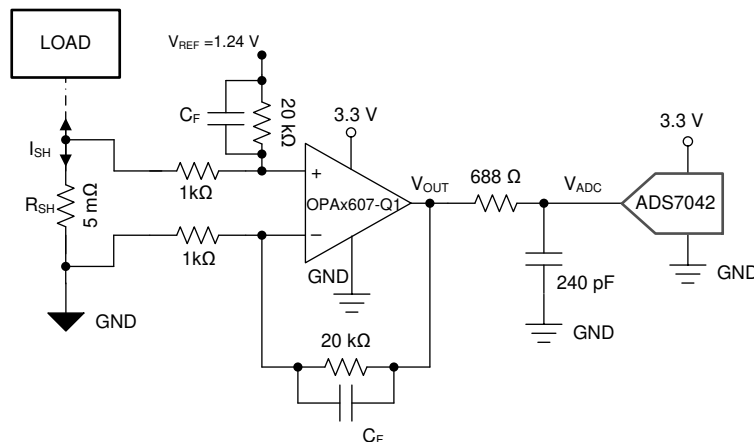 LOAD
V_REF =1.24 V
C_F
20 kΩ
3.3 V
3.3 V
I_SH
1kΩ
+
OPAx607-Q1
V_OUT
688 Ω
V_ADC
ADS7042
R_SH
5 mΩ
1kΩ
−
GND
240 pF
GND
GND
GND
20 kΩ
C_F